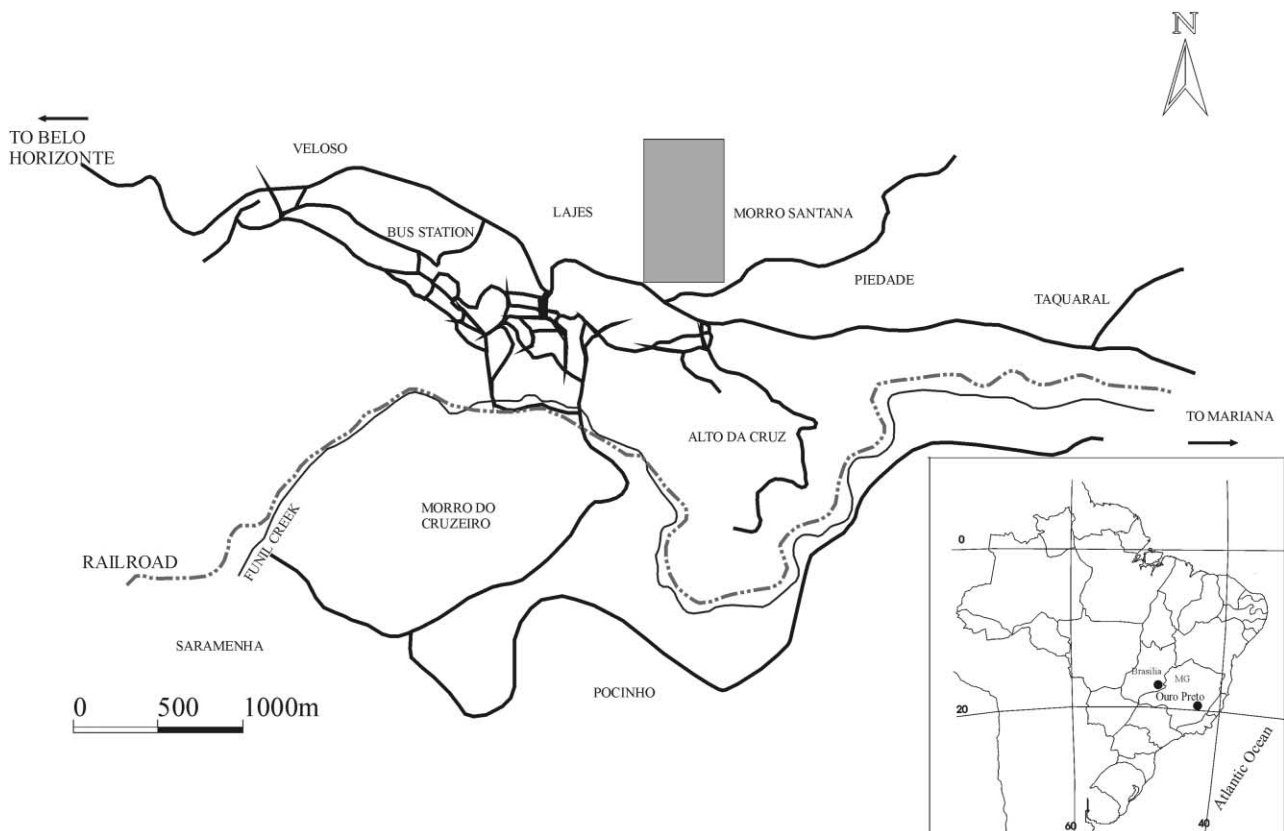 N
TO BELO
HORIZONTE
VELOSO
LAJES
MORRO SANTANA
BUS STATION
PIEDADE
TAQUARAL
TO MARIANA
ALTO DA CRUZ
MORRO DO
CRUZEIRO
FUNIL CREEK
RAILROAD
SARAMENHA
POCINHO
0 500 1000m
0
Brasilia
MG
Ouro Preto
20
Atlantic Ocean
60
40